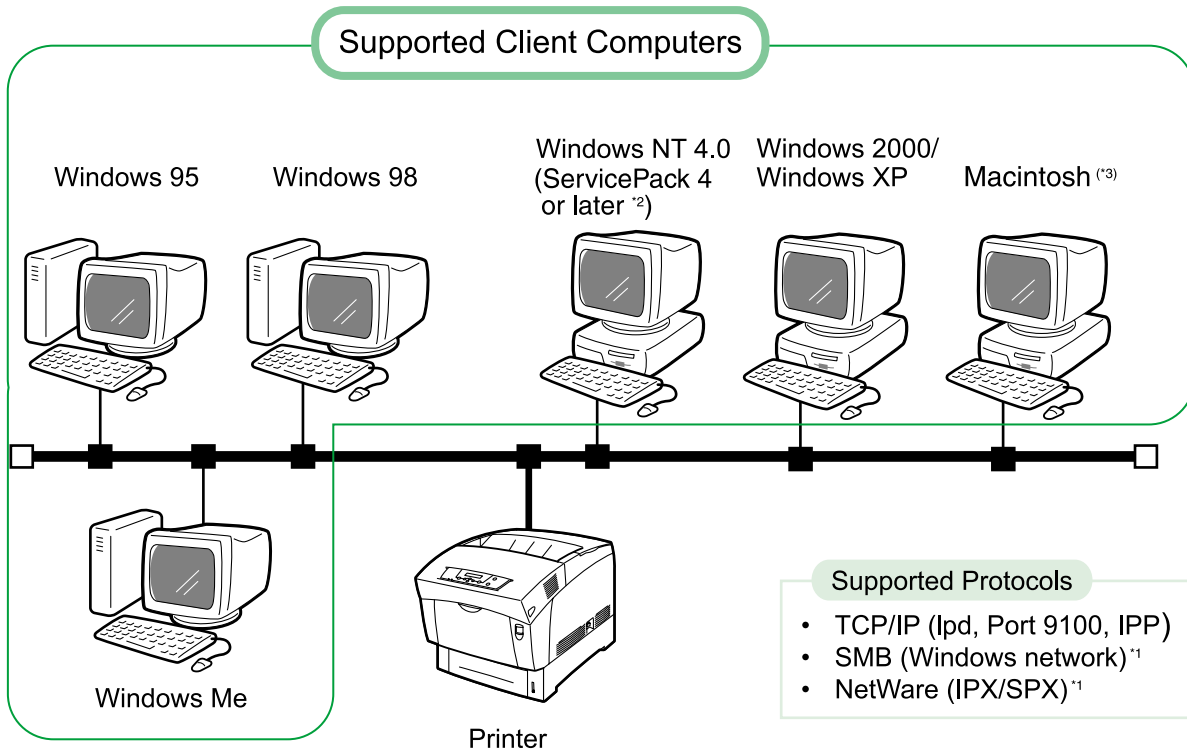 Supported Client Computers
Windows 95
Windows 98
Windows NT 4.0
(ServicePack 4
or later *2)
Windows 2000/
Windows XP
Macintosh (*3)
Windows Me
Printer
Supported Protocols
• TCP/IP (lpd, Port 9100, IPP)
• SMB (Windows network)*1
• NetWare (IPX/SPX)*1